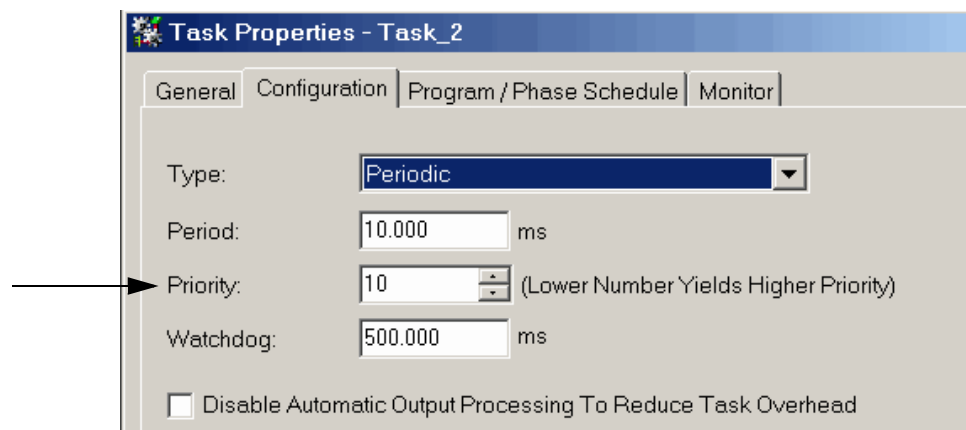 Task Properties - Task_2
General Configuration Program / Phase Schedule Monitor
Type: Periodic
Period: 10.000 ms
Priority: 10 (Lower Number Yields Higher Priority)
Watchdog: 500.000 ms
Disable Automatic Output Processing To Reduce Task Overhead